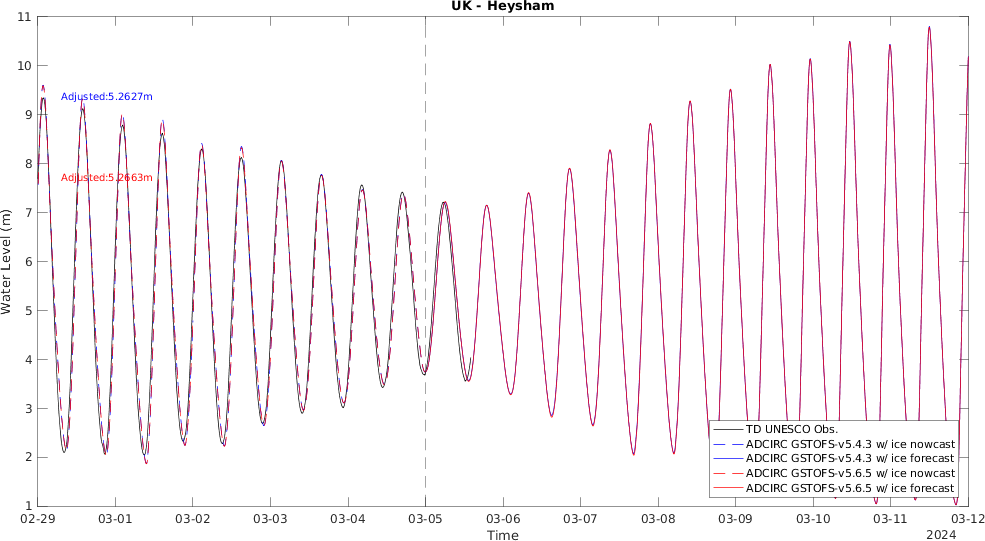 UK - Heysham
11
10
9
8
7
6
5
4
3
2
1
Water Level (m)
Adjusted:5.2627m
Adjusted:5.2663m
TD UNESCO Obs.
ADCIRC GSTOFS-v5.4.3 w/ ice nowcast
ADCIRC GSTOFS-v5.4.3 w/ ice forecast
ADCIRC GSTOFS-v5.6.5 w/ ice nowcast
ADCIRC GSTOFS-v5.6.5 w/ ice forecast
02-29 03-01 03-02 03-03 03-04 03-05 03-06 03-07 03-08 03-09 03-10 03-11 03-12
Time
2024